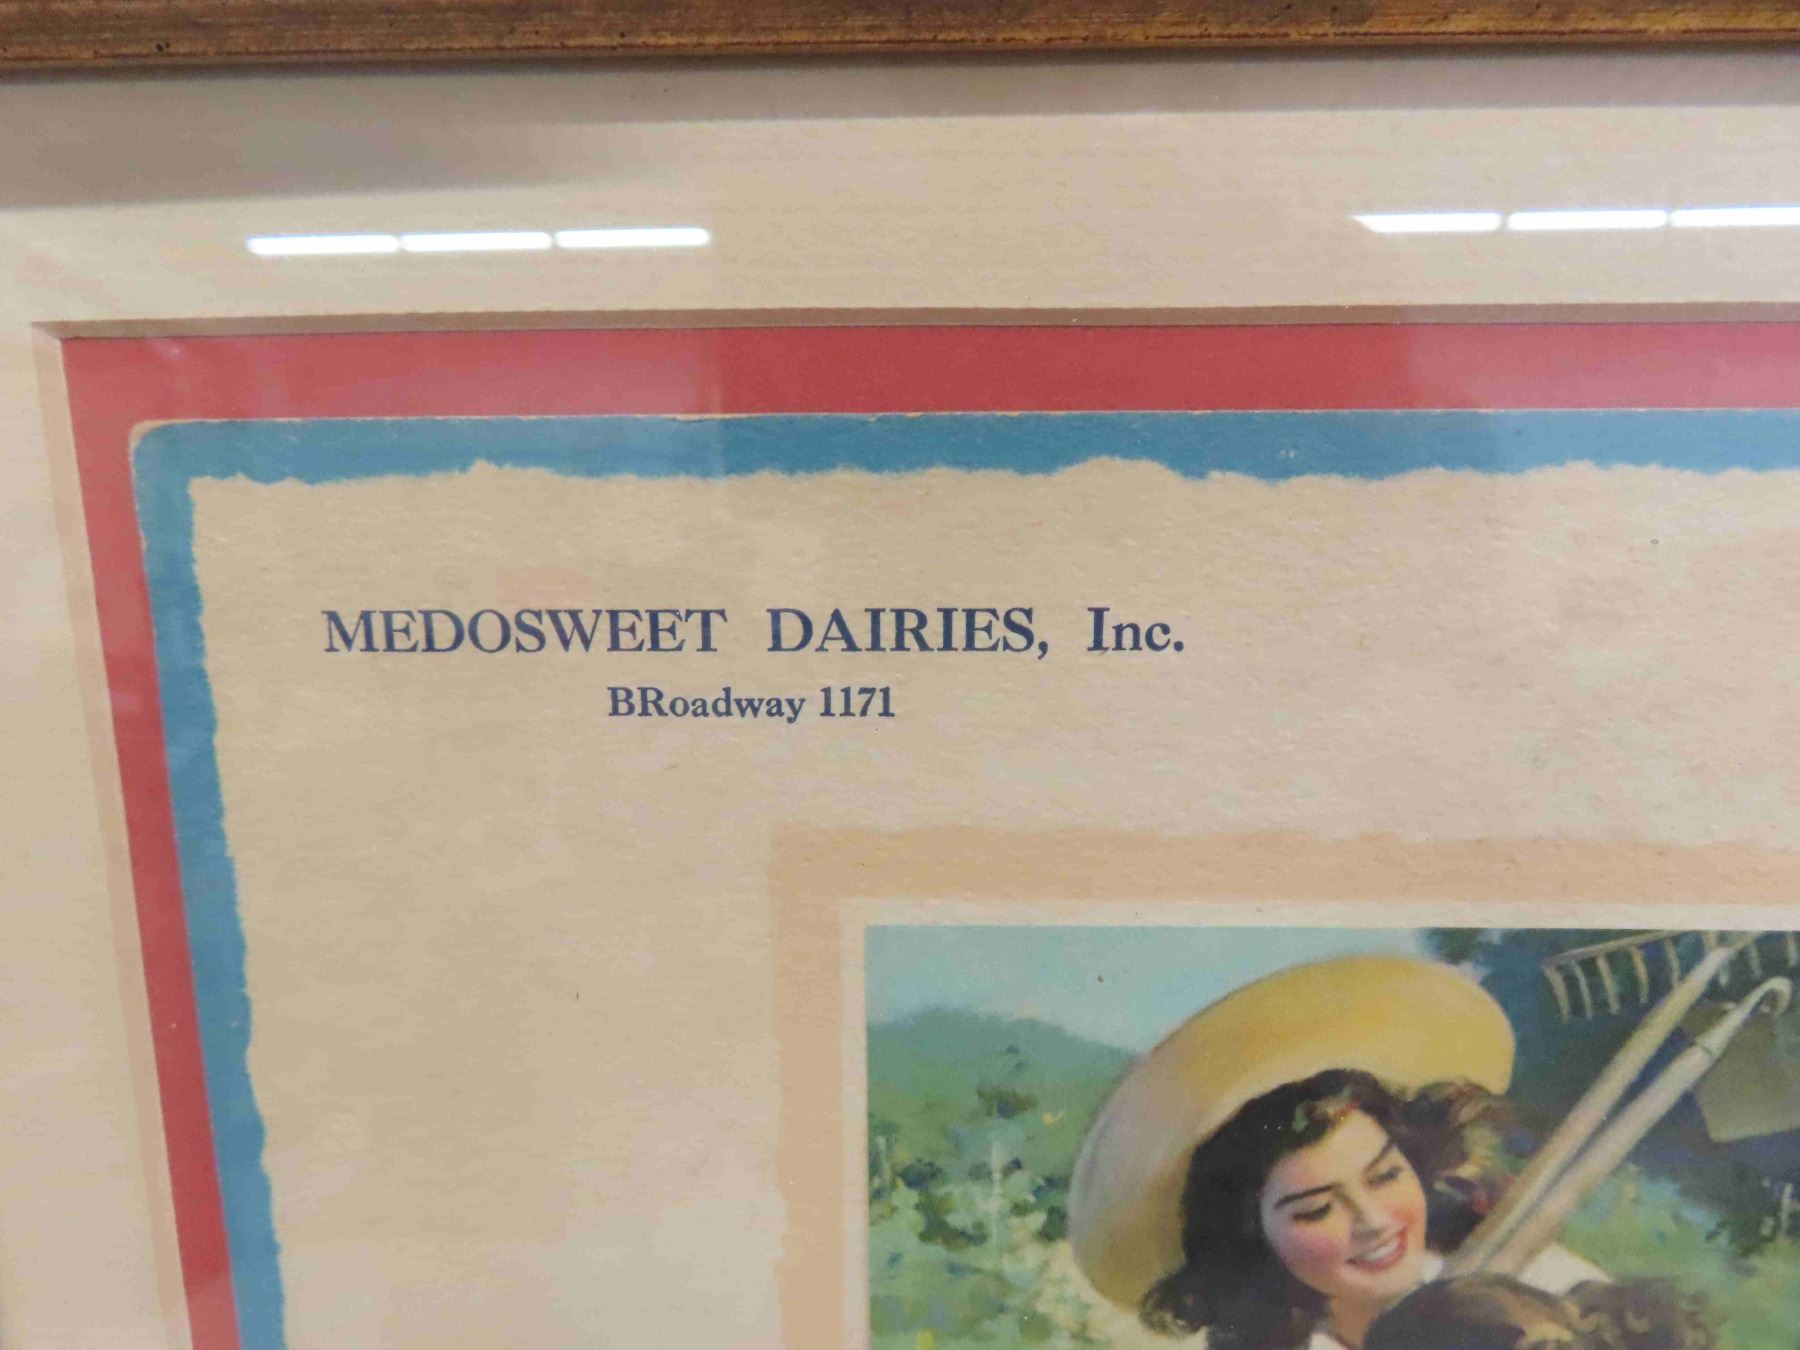 MEDOSWEET DAIRIES, Inc.
BRoadway 1171